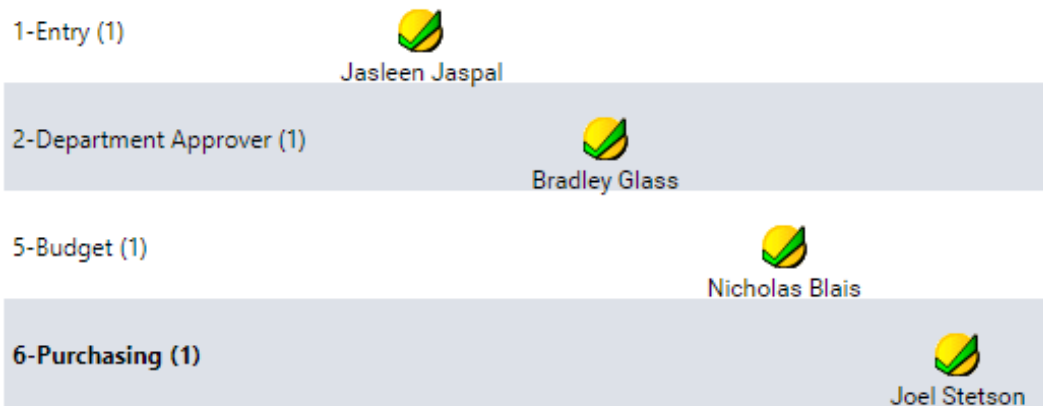 1-Entry (1)
Jasleen Jaspal
2-Department Approver (1)
Bradley Glass
5-Budget (1)
Nicholas Blais
6-Purchasing (1)
Joel Stetson